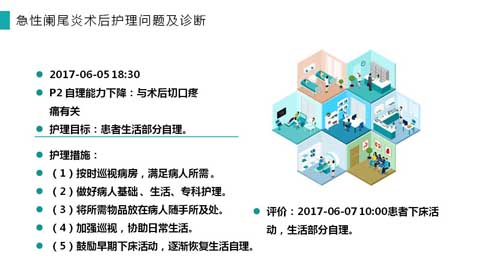 急性阑尾炎术后护理问题及诊断
2017-06-05 18:30
P2 自理能力下降：与术后切口疼
痛有关
护理目标：患者生活部分自理。
护理措施：
（1）按时巡视病房，满足病人所需 。
（2）做好病人基础 、生活、专科护理。
（3）将所需物品放在病人随手所及处。
（4）加强巡视，协助日常生活。
（5）鼓励早期下床活动，逐渐恢复生活自理。
评价：2017-06-07 10:00患者下床活
动，生活部分自理。